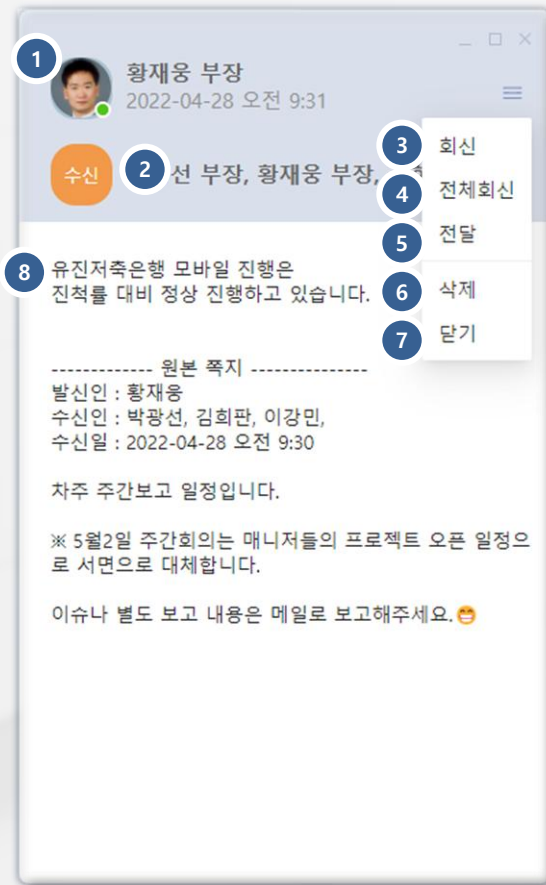 1
황재웅 부장
2022-04-28 오전 9:31
수신
2
선 부장, 황재웅 부장,
3
회신
4
전체회신
5
전달
6
삭제
7
닫기
8
유진저축은행 모바일 진행은
진척률 대비 정상 진행하고 있습니다.
------------- 원본 쪽지 ---------------
발신인 : 황재웅
수신인 : 박광선, 김희판, 이강민,
수신일 : 2022-04-28 오전 9:30
차주 주간보고 일정입니다.
※ 5월2일 주간회의는 매니저들의 프로젝트 오픈 일정으
로 서면으로 대체합니다.
이슈나 별도 보고 내용은 메일로 보고해주세요.😁